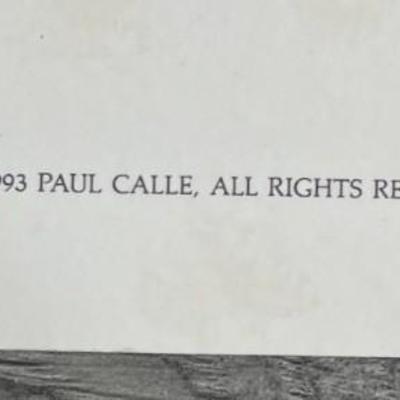 993 PAUL CALLE, ALL RIGHTS RE